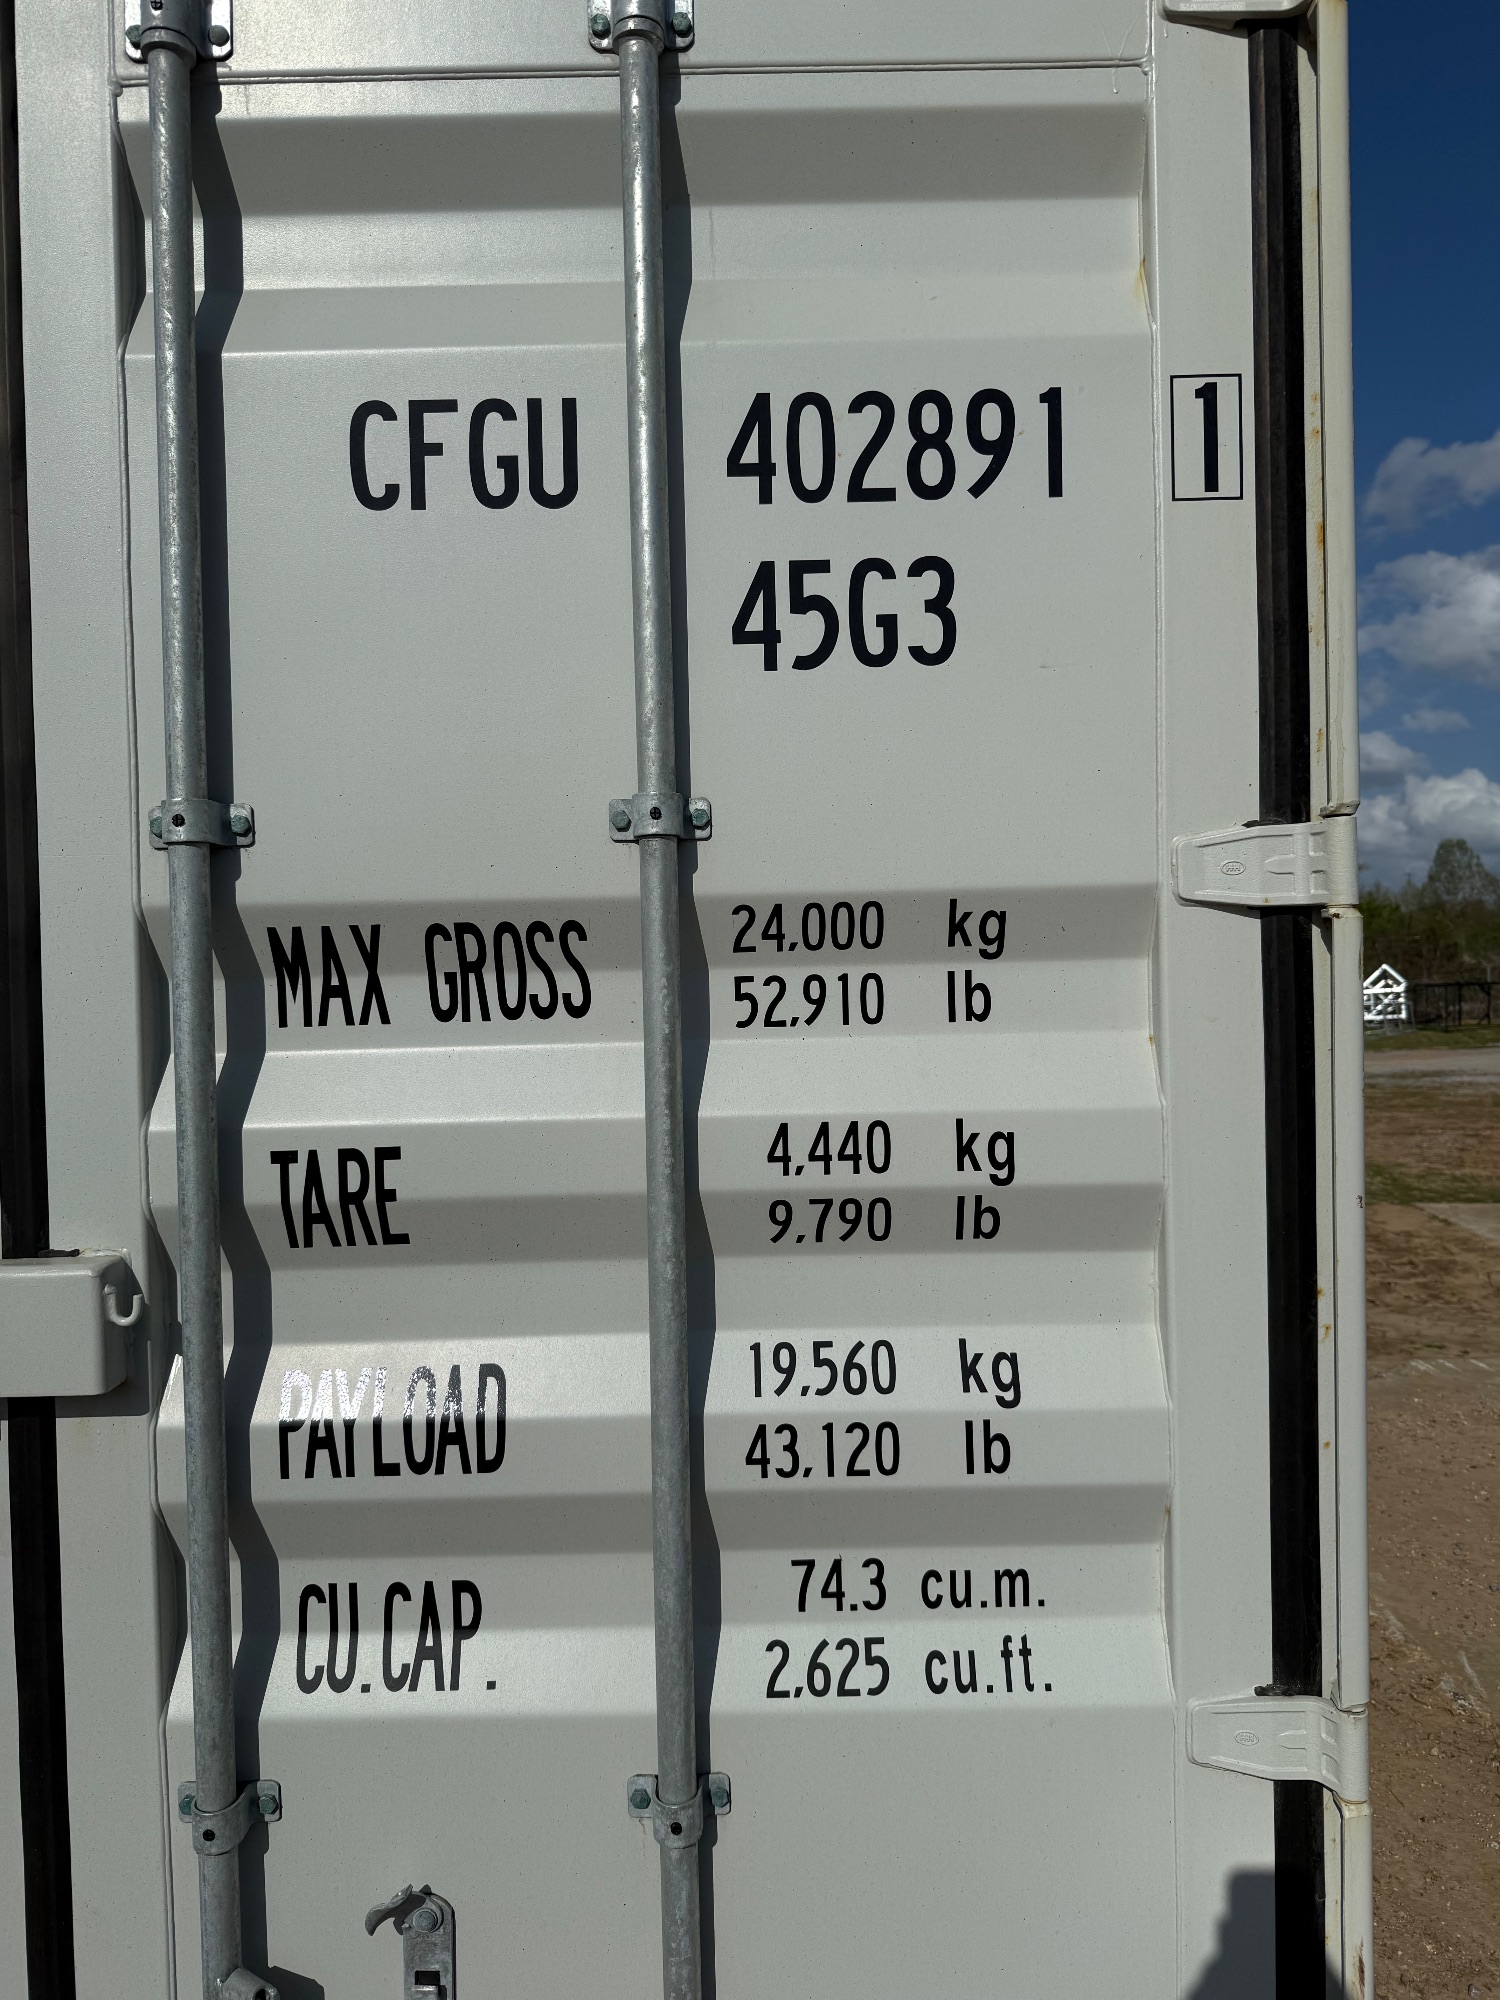 CFGU 402891 1
45G3
MAX GROSS 24,000 kg
52,910 lb
TARE 4,440 kg
9,790 lb
PAYLOAD 19,560 kg
43,120 lb
CU.CAP. 74.3 cu.m.
2,625 cu.ft.